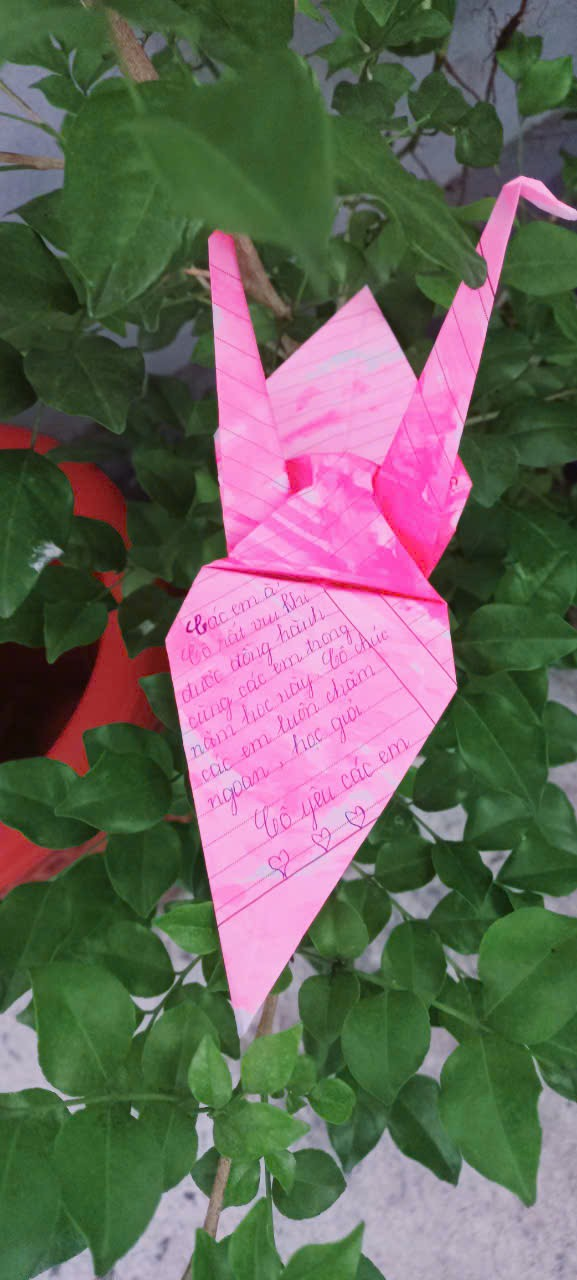 Các em à!
Cô rất vui khi
được đồng hành
cùng các em trong
năm học này. Cô chúc
các em luôn chăm
ngoan, học giỏi
Cô yêu các em